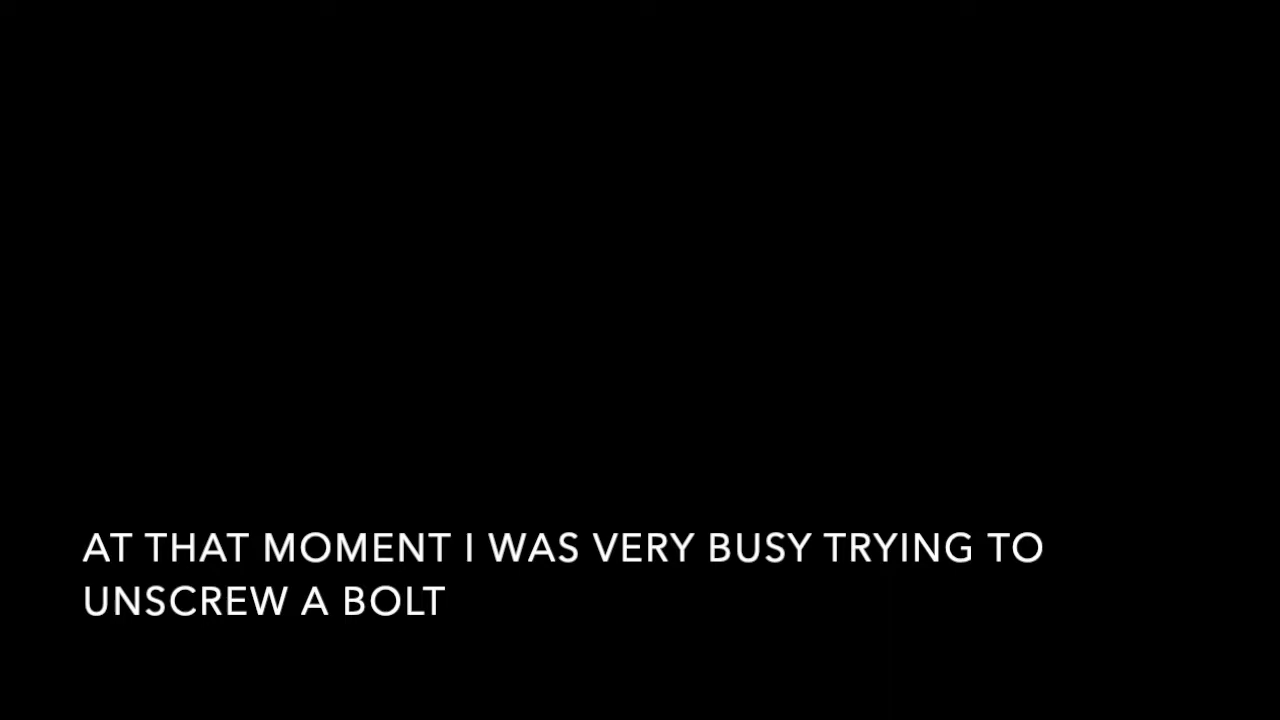 AT THAT MOMENT I WAS VERY BUSY TRYING TO
UNSCREW A BOLT